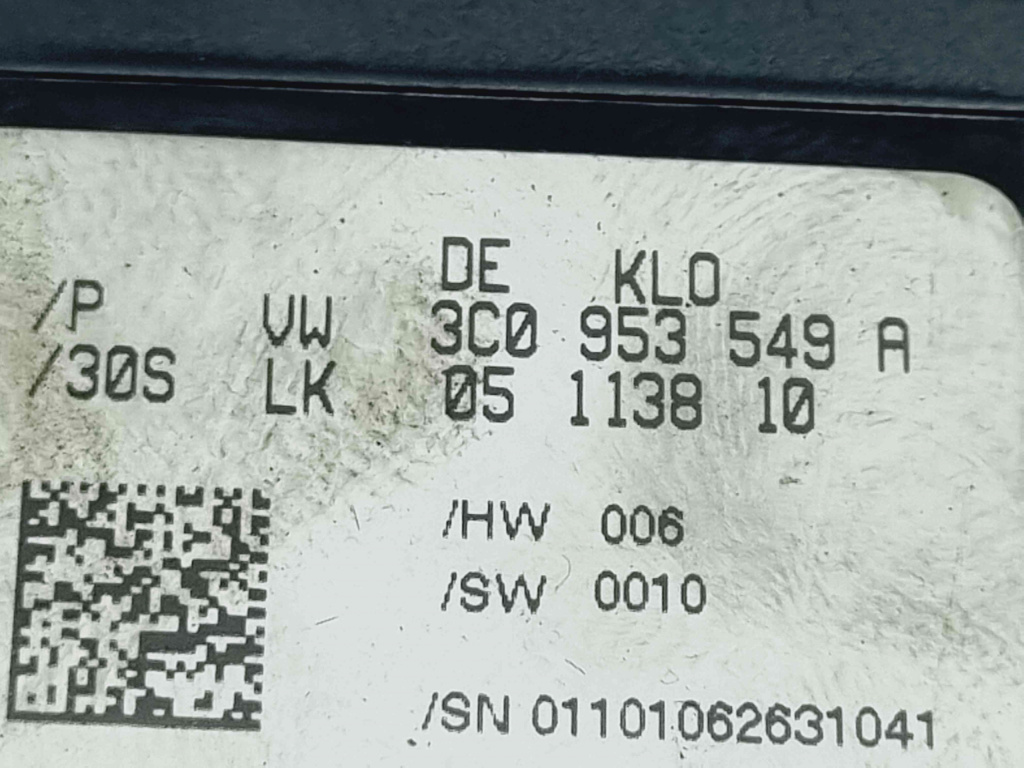 DE KLO
/P VW 3C0 953 549 A
/30S LK 05 1138 10
/HW 006
/SW 0010
/SN 01101062631041